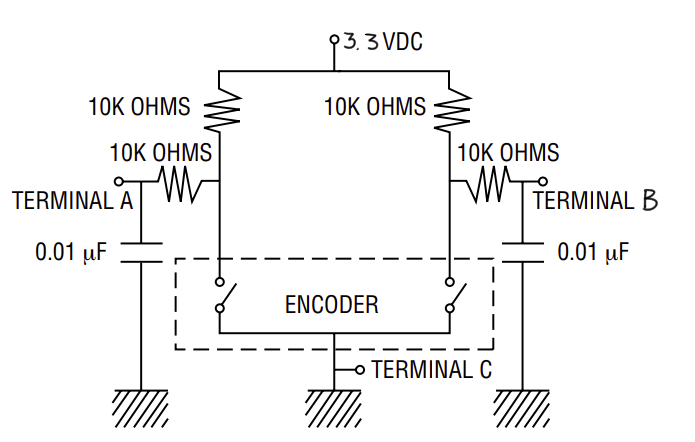 3.3 VDC
10K OHMS 10K OHMS
10K OHMS 10K OHMS
TERMINAL A TERMINAL B
0.01 µF 0.01 µF
ENCODER
TERMINAL C